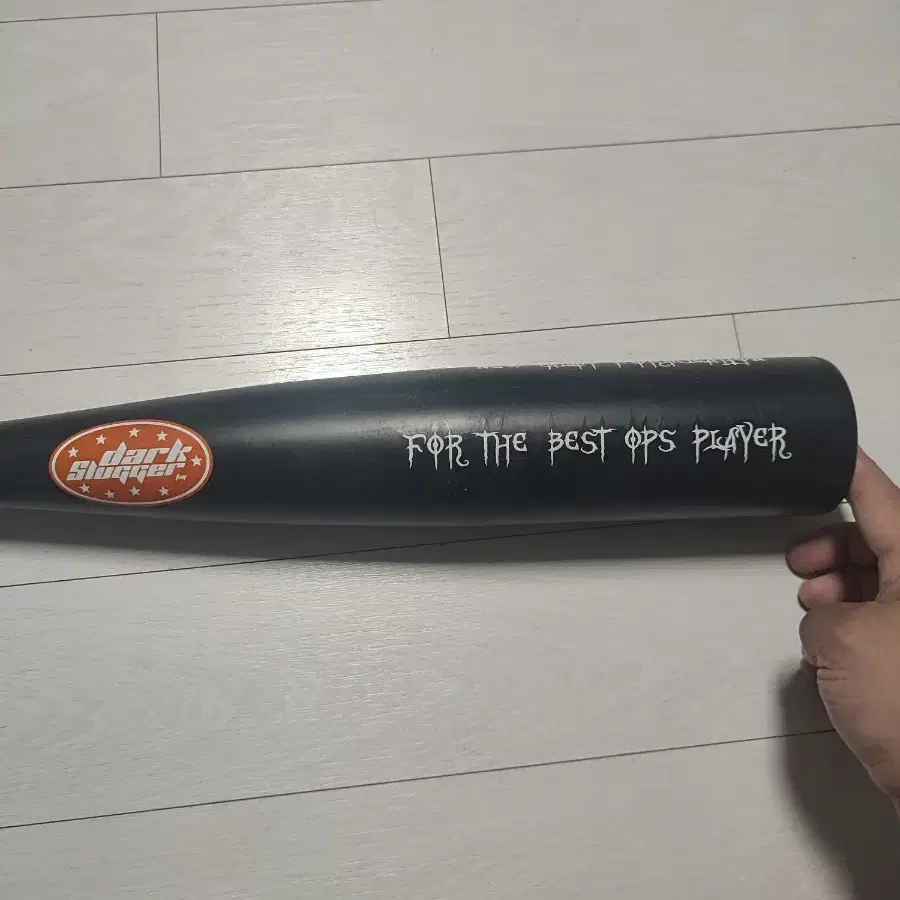 dark
Slugger
FOR THE BEST OPS PLAYER